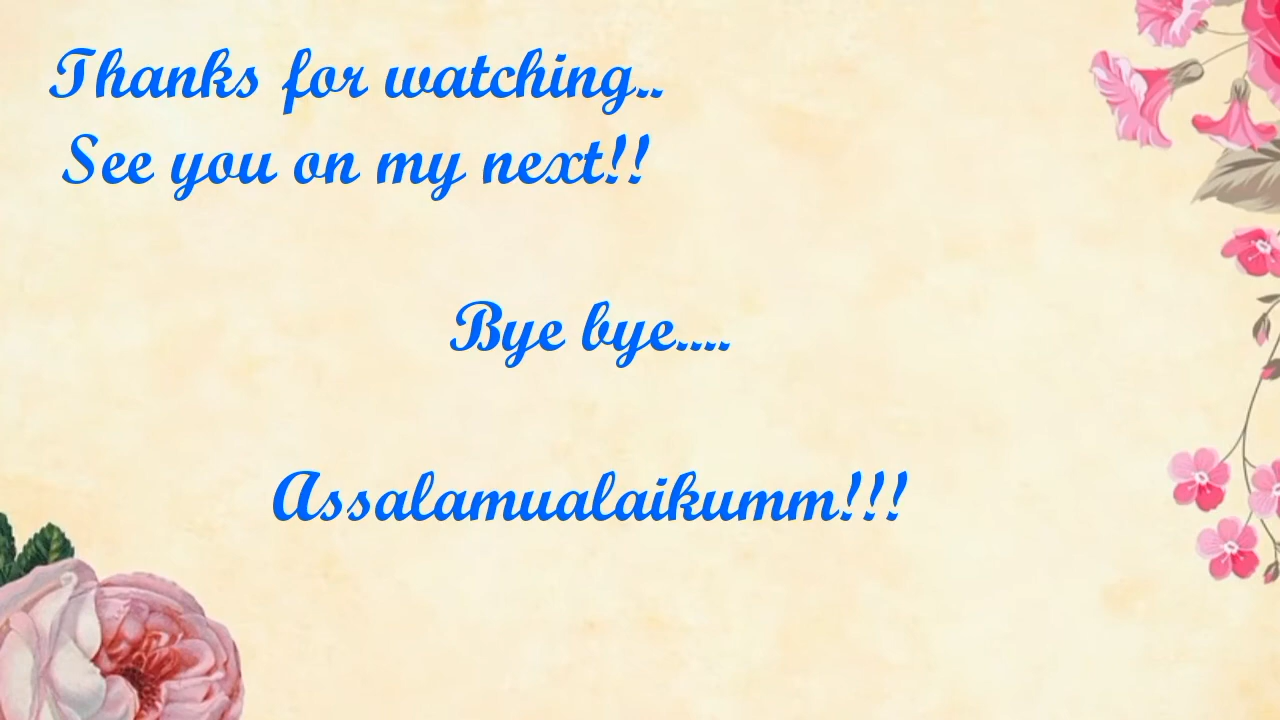 Thanks for watching..
See you on my next!!
Bye bye....
Assalamualaikumm!!!